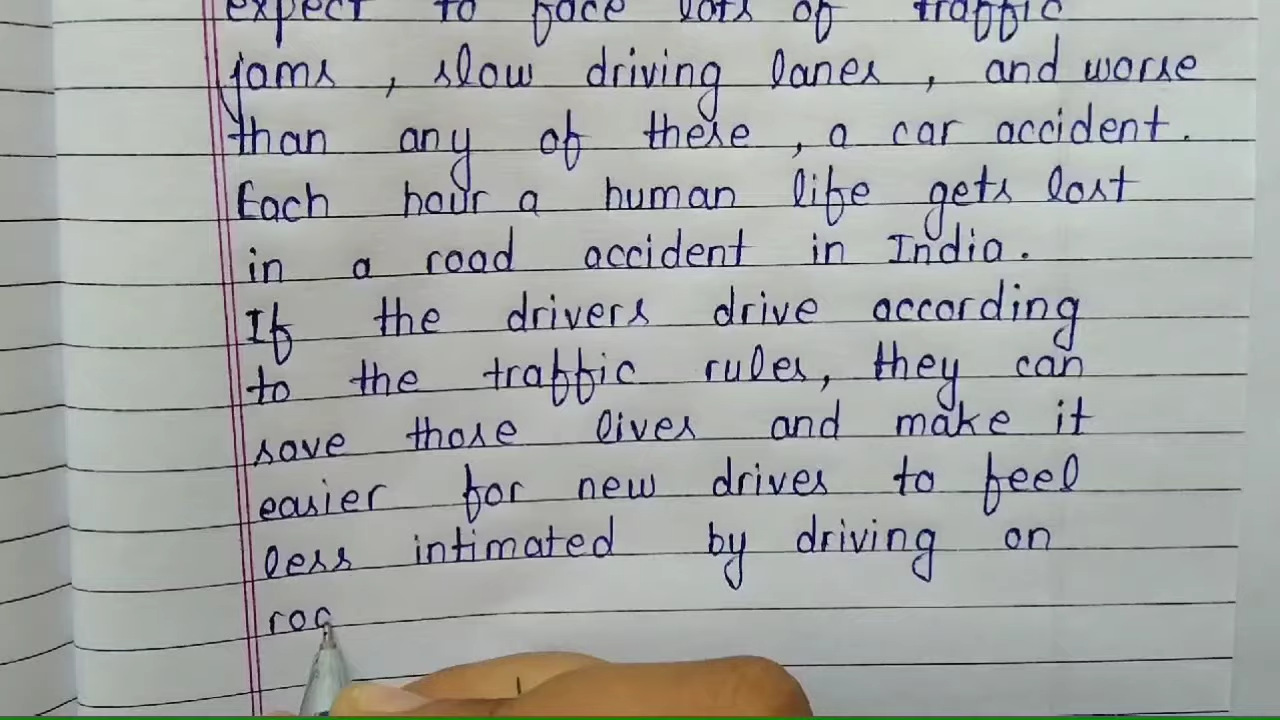 expect to face lots of traffic
jams , slow driving lanes , and worse
than any of these , a car accident .
Each hour a human life gets lost
in a road accident in India .
If the drivers drive according
to the traffic rules, they can
save those lives and make it
easier for new drives to feel
less intimated by driving on
roa